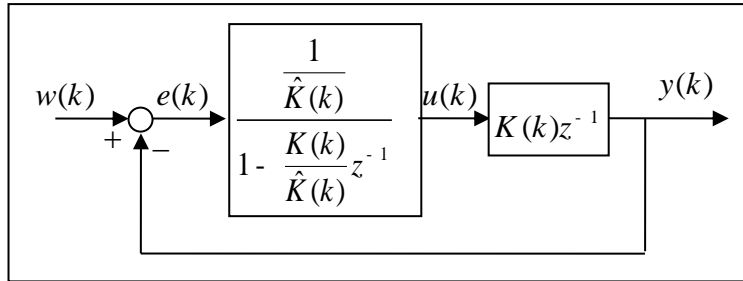 w(k)
+
−
e(k)
1
K̂(k)
1 - K(k) z⁻¹
K̂(k)
u(k)
K(k)z⁻¹
y(k)